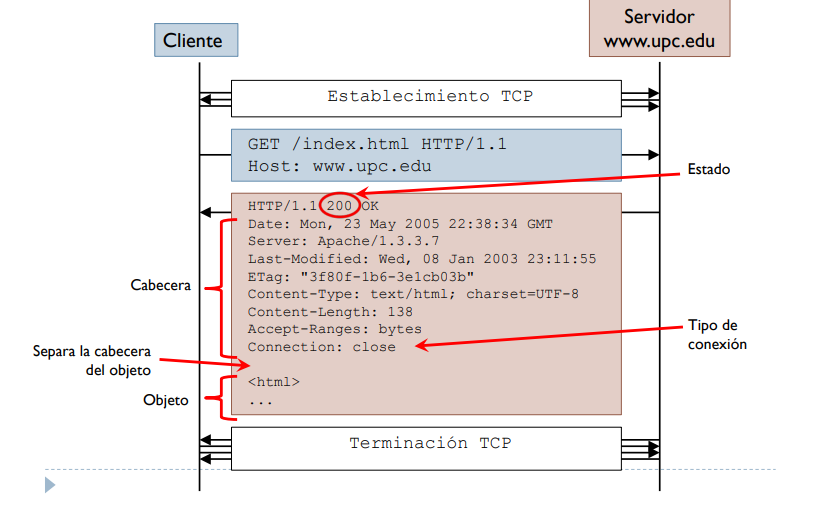 Cliente
Servidor
www.upc.edu
Establecimiento TCP
GET /index.html HTTP/1.1
Host: www.upc.edu
Estado
HTTP/1.1 200 OK
Date: Mon, 23 May 2005 22:38:34 GMT
Server: Apache/1.3.3.7
Last-Modified: Wed, 08 Jan 2003 23:11:55
ETag: "3f80f-1b6-3e1cb03b"
Content-Type: text/html; charset=UTF-8
Content-Length: 138
Accept-Ranges: bytes
Connection: close
Cabecera
Tipo de
conexión
Separa la cabecera
del objeto
<html>
...
Objeto
Terminación TCP